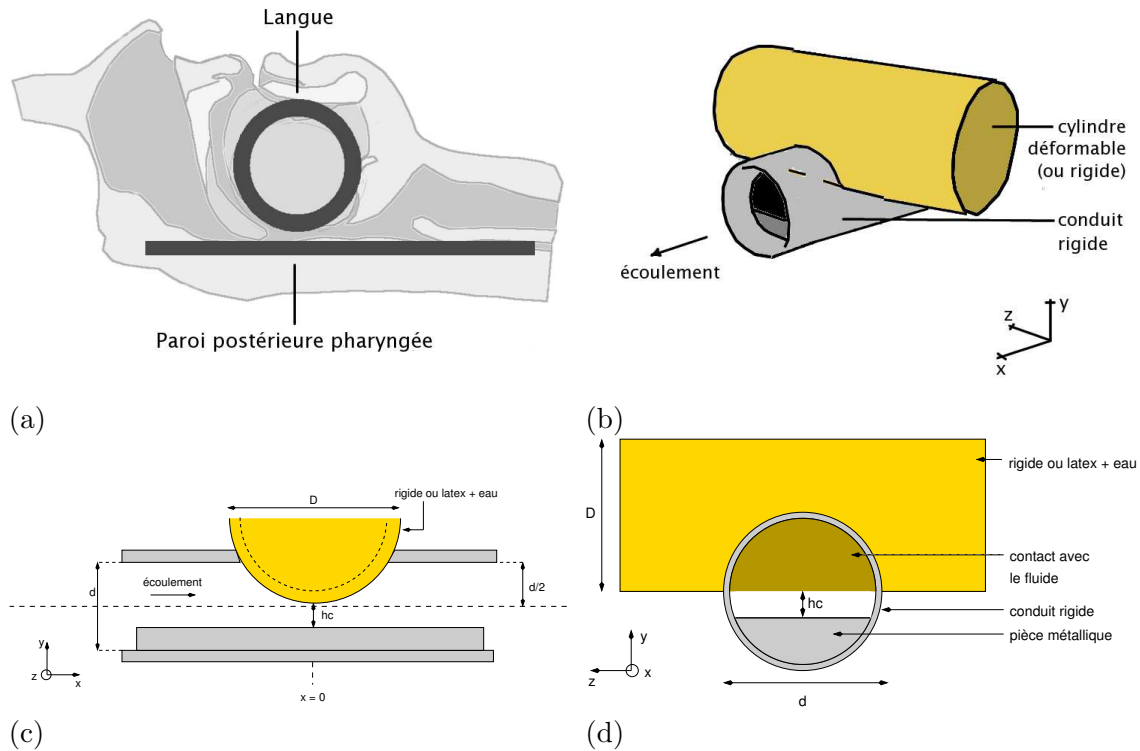 Langue
Paroi postérieure pharyngée
(a)
cylindre
déformable
(ou rigide)
conduit
rigide
écoulement
y
z
x
(b)
D
rigide ou latex + eau
écoulement
d
d/2
hc
y
z
x
x = 0
(c)
rigide ou latex + eau
D
contact avec
le fluide
hc
conduit rigide
pièce métallique
y
z
x
d
(d)